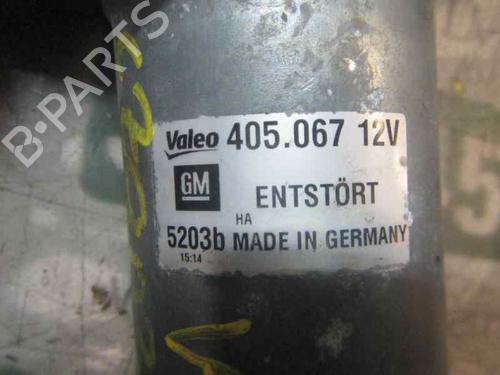 B-PARTS
Valeo 405.067 12V
GM ENTSTÖRT
HA
5203b MADE IN GERMANY
15:14